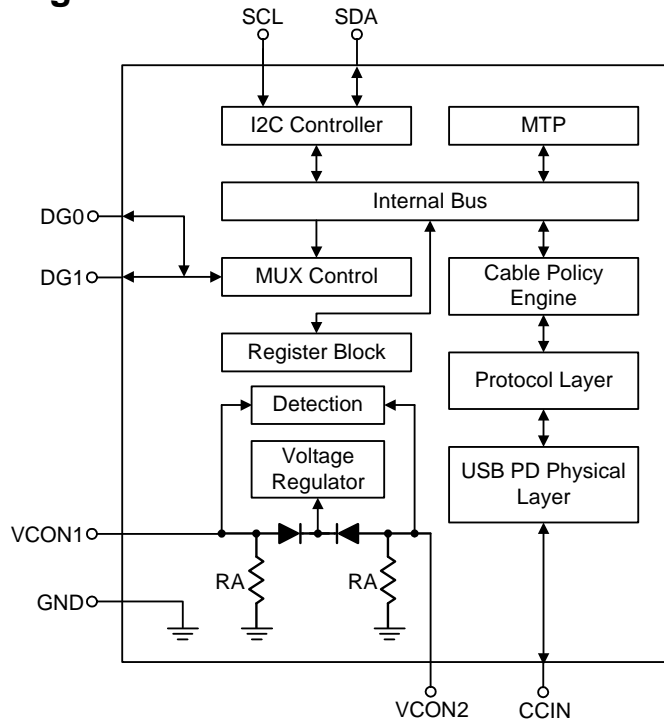 g
SCL SDA
I2C Controller
MTP
Internal Bus
DG0
DG1
MUX Control
Cable Policy
Engine
Register Block
Protocol Layer
Detection
Voltage
Regulator
USB PD Physical
Layer
VCON1
RA
RA
GND
VCON2
CCIN